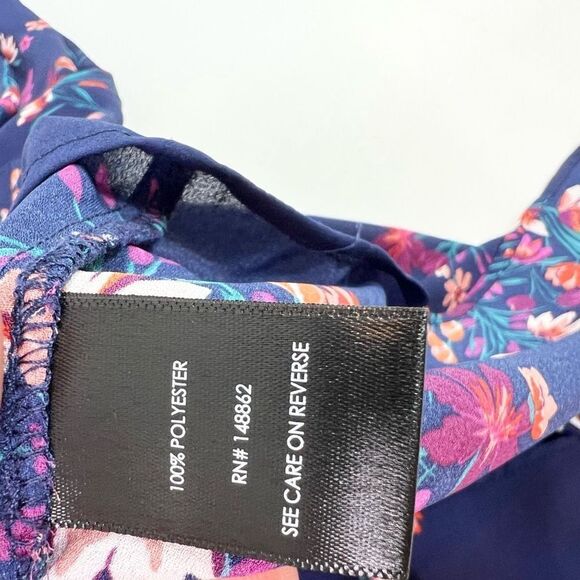 100% POLYESTER
RN# 148862
SEE CARE ON REVERSE